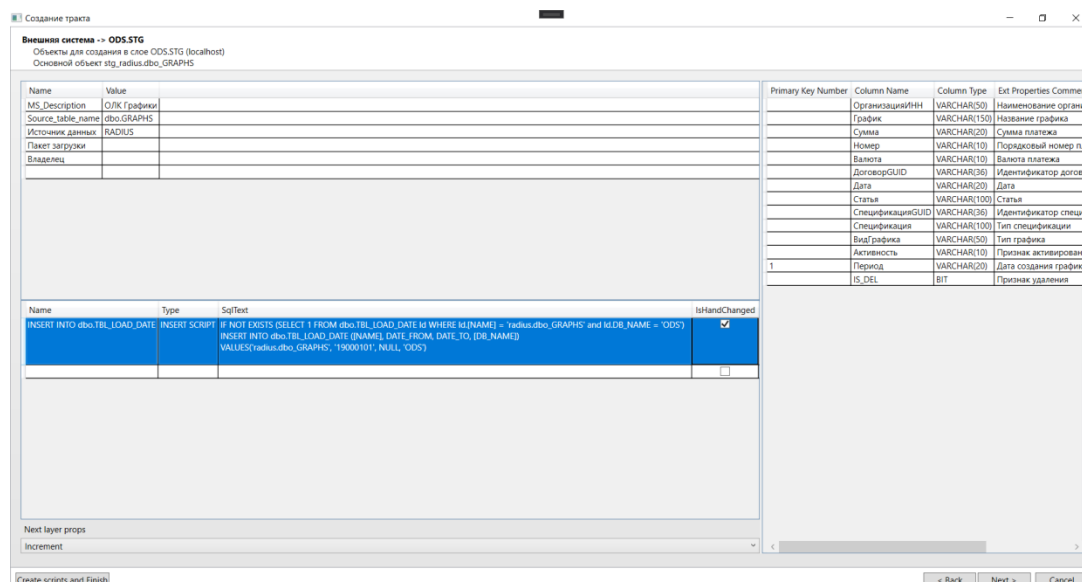 Создание тракта
Внешняя система -> ODS.STG
Объекты для создания в слое ODS.STG (localhost)
Основной объект stg_radius.dbo_GRAPHS
Name Value
MS_Description ОЛК Графики
Source_table_name dbo.GRAPHS
Источник данных RADIUS
Пакет загрузки
Владелец
Primary Key Number Column Name Column Type Ext Properties Commer
ОрганизацияИНН VARCHAR(50) Наименование органи
График VARCHAR(150) Название графика
Сумма VARCHAR(20) Сумма платежа
Номер VARCHAR(10) Порядковый номер п
Валюта VARCHAR(10) Валюта платежа
ДоговорGUID VARCHAR(36) Идентификатор догов
Дата VARCHAR(20) Дата
Статья VARCHAR(100) Статья
СпецификацияGUID VARCHAR(36) Идентификатор специ
Спецификация VARCHAR(100) Тип спецификации
ВидГрафика VARCHAR(50) Тип графика
Активность VARCHAR(10) Признак активирован
1 Период VARCHAR(20) Дата создания график
IS_DEL BIT Признак удаления
Name Type SqlText IsHandChanged
INSERT INTO dbo.TBL_LOAD_DATE INSERT SCRIPT IF NOT EXISTS (SELECT 1 FROM dbo.TBL_LOAD_DATE ld WHERE ld.[NAME] = 'radius.dbo_GRAPHS' and ld.DB_NAME = 'ODS')
INSERT INTO dbo.TBL_LOAD_DATE ([NAME], DATE_FROM, DATE_TO, [DB_NAME])
VALUES('radius.dbo_GRAPHS', '19000101', NULL, 'ODS')
Next layer props
Increment
Create scripts and Finish < Back Next > Cancel